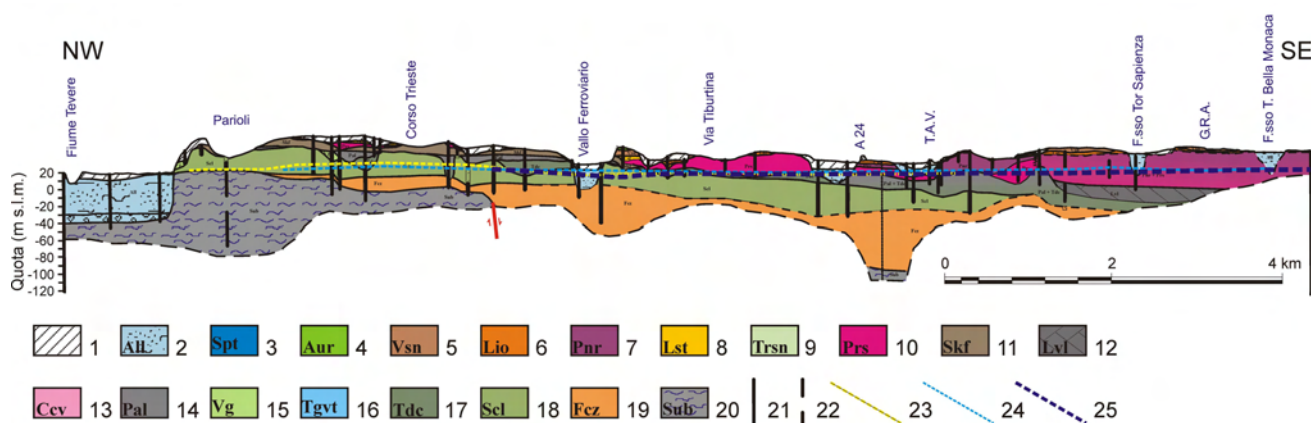 NW
SE
Fiume Tevere
Parioli
Corso Trieste
Vallo Ferroviario
Via Tiburtina
A 24
T.A.V.
F.sso Tor Sapienza
G.R.A.
F.sso T. Bella Monaca
Quota (m s.l.m.)
20
0
-20
-40
-60
-80
-100
-120
0 2 4 km
1 All 2 Spt 3 Aur 4 Vsn 5 Lio 6 Pnr 7 Lst 8 Trsn 9 Prs 10 Skf 11 Lvl 12
Ccv 13 Pal 14 Vg 15 Tgvt 16 Tdc 17 Scl 18 Fcz 19 Sub 20 21 22 23 24 25